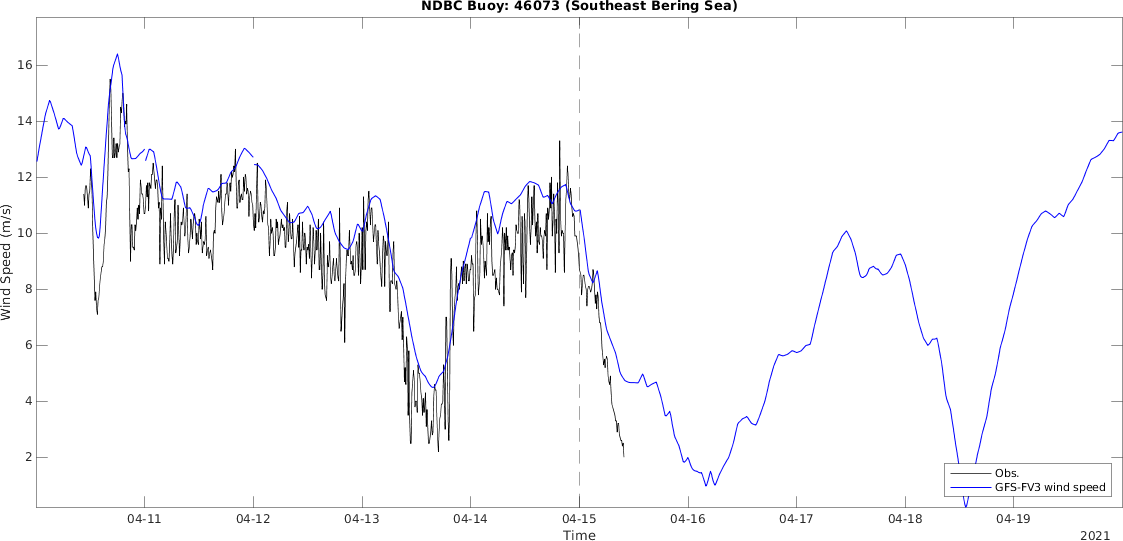 NDBC Buoy: 46073 (Southeast Bering Sea)
16
14
12
10
8
6
4
2
Wind Speed (m/s)
Obs.
GFS-FV3 wind speed
04-11 04-12 04-13 04-14 04-15 04-16 04-17 04-18 04-19
Time
2021